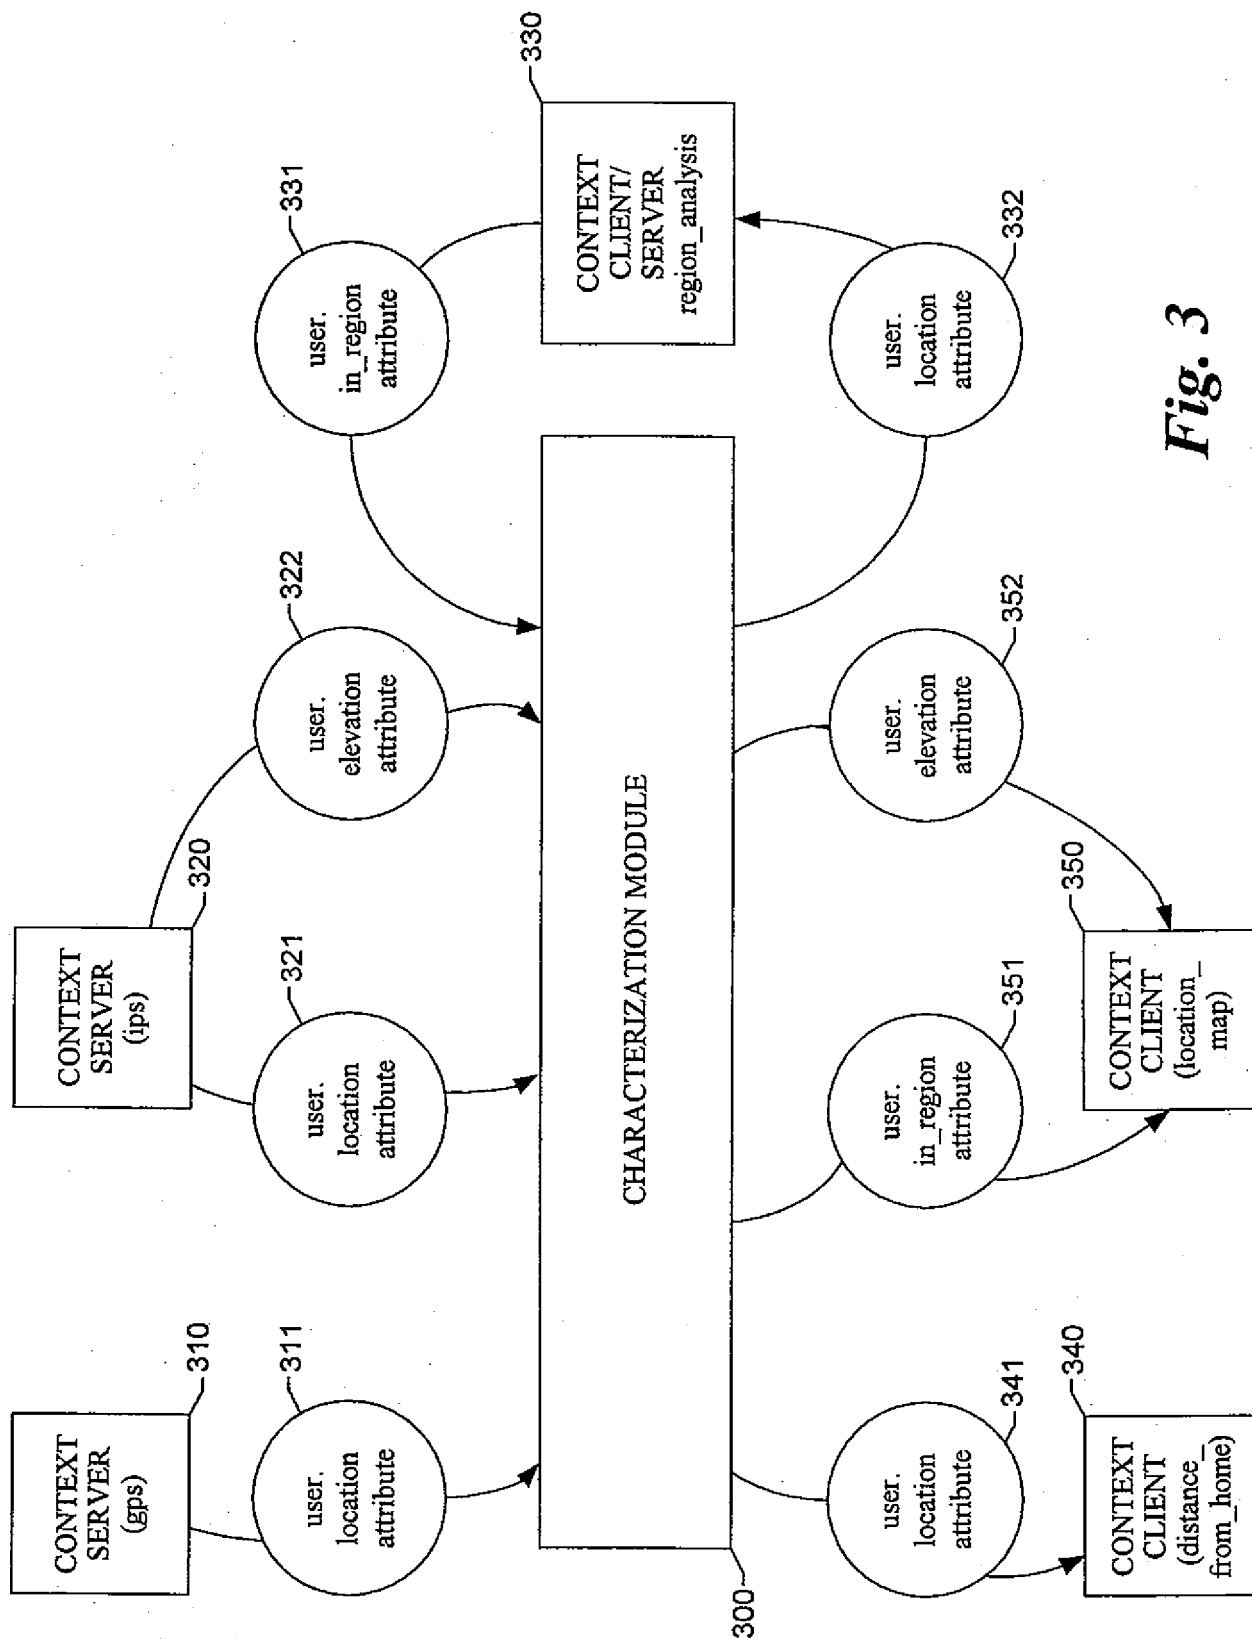 CONTEXT
SERVER
(gps)
310
311
user.
location
attribute
CONTEXT
SERVER
(ips)
320
321
user.
location
attribute
322
user.
elevation
attribute
331
user.
in_region
attribute
330
CONTEXT
CLIENT/
SERVER
region_analysis
CHARACTERIZATION MODULE
300
user.
location
attribute
341
CONTEXT
CLIENT
(distance_
from_home)
340
user.
in_region
attribute
351
user.
elevation
attribute
352
CONTEXT
CLIENT
(location_
map)
350
user.
location
attribute
332
Fig. 3